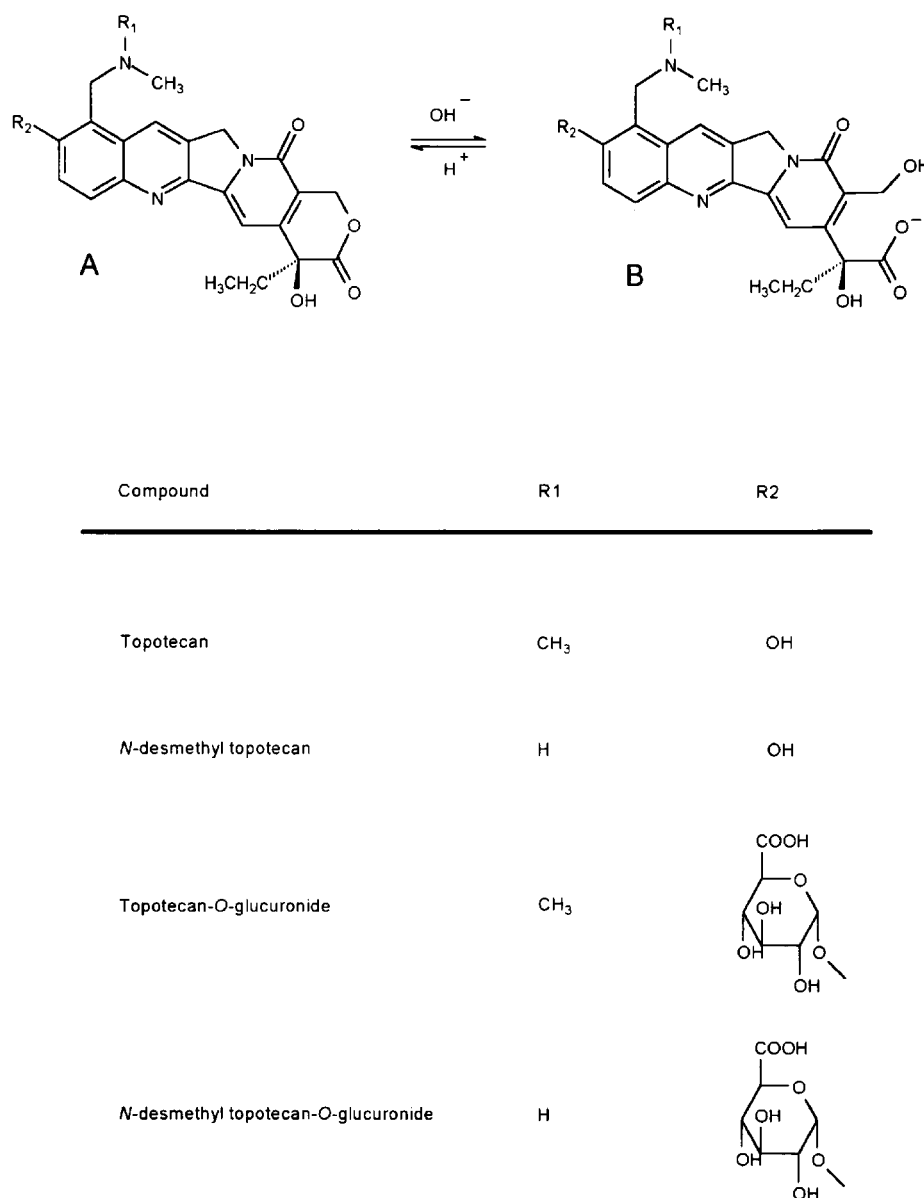 R₁
N
CH₃
R₂
O
N
N
O
O
H₃CH₂C
OH
A
OH⁻
H⁺
R₁
N
CH₃
R₂
O
N
OH
N
O⁻
O
H₃CH₂C
OH
B
Compound R1 R2
Topotecan CH₃ OH
N-desmethyl topotecan H OH
COOH
O
OH
Topotecan-O-glucuronide CH₃
OH
O
OH
COOH
O
OH
N-desmethyl topotecan-O-glucuronide H
OH
O
OH